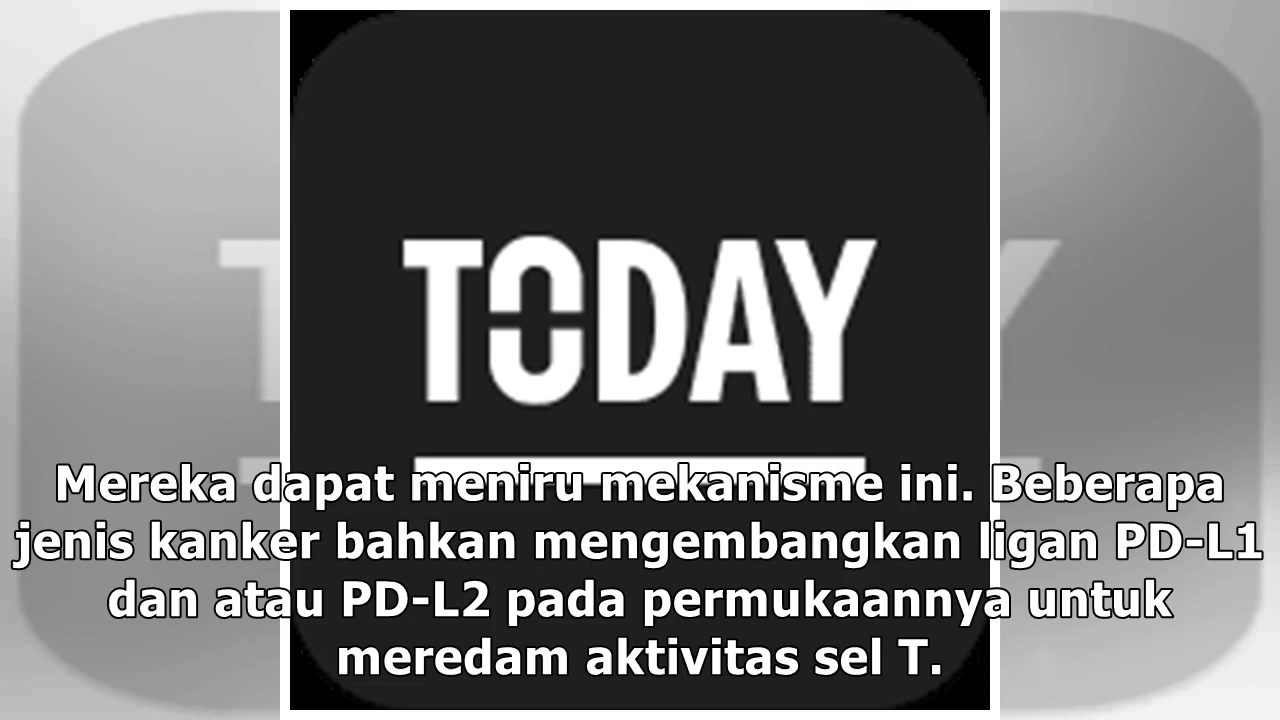 TODAY
Mereka dapat meniru mekanisme ini. Beberapa
jenis kanker bahkan mengembangkan ligan PD-L1
dan atau PD-L2 pada permukaannya untuk
meredam aktivitas sel T.